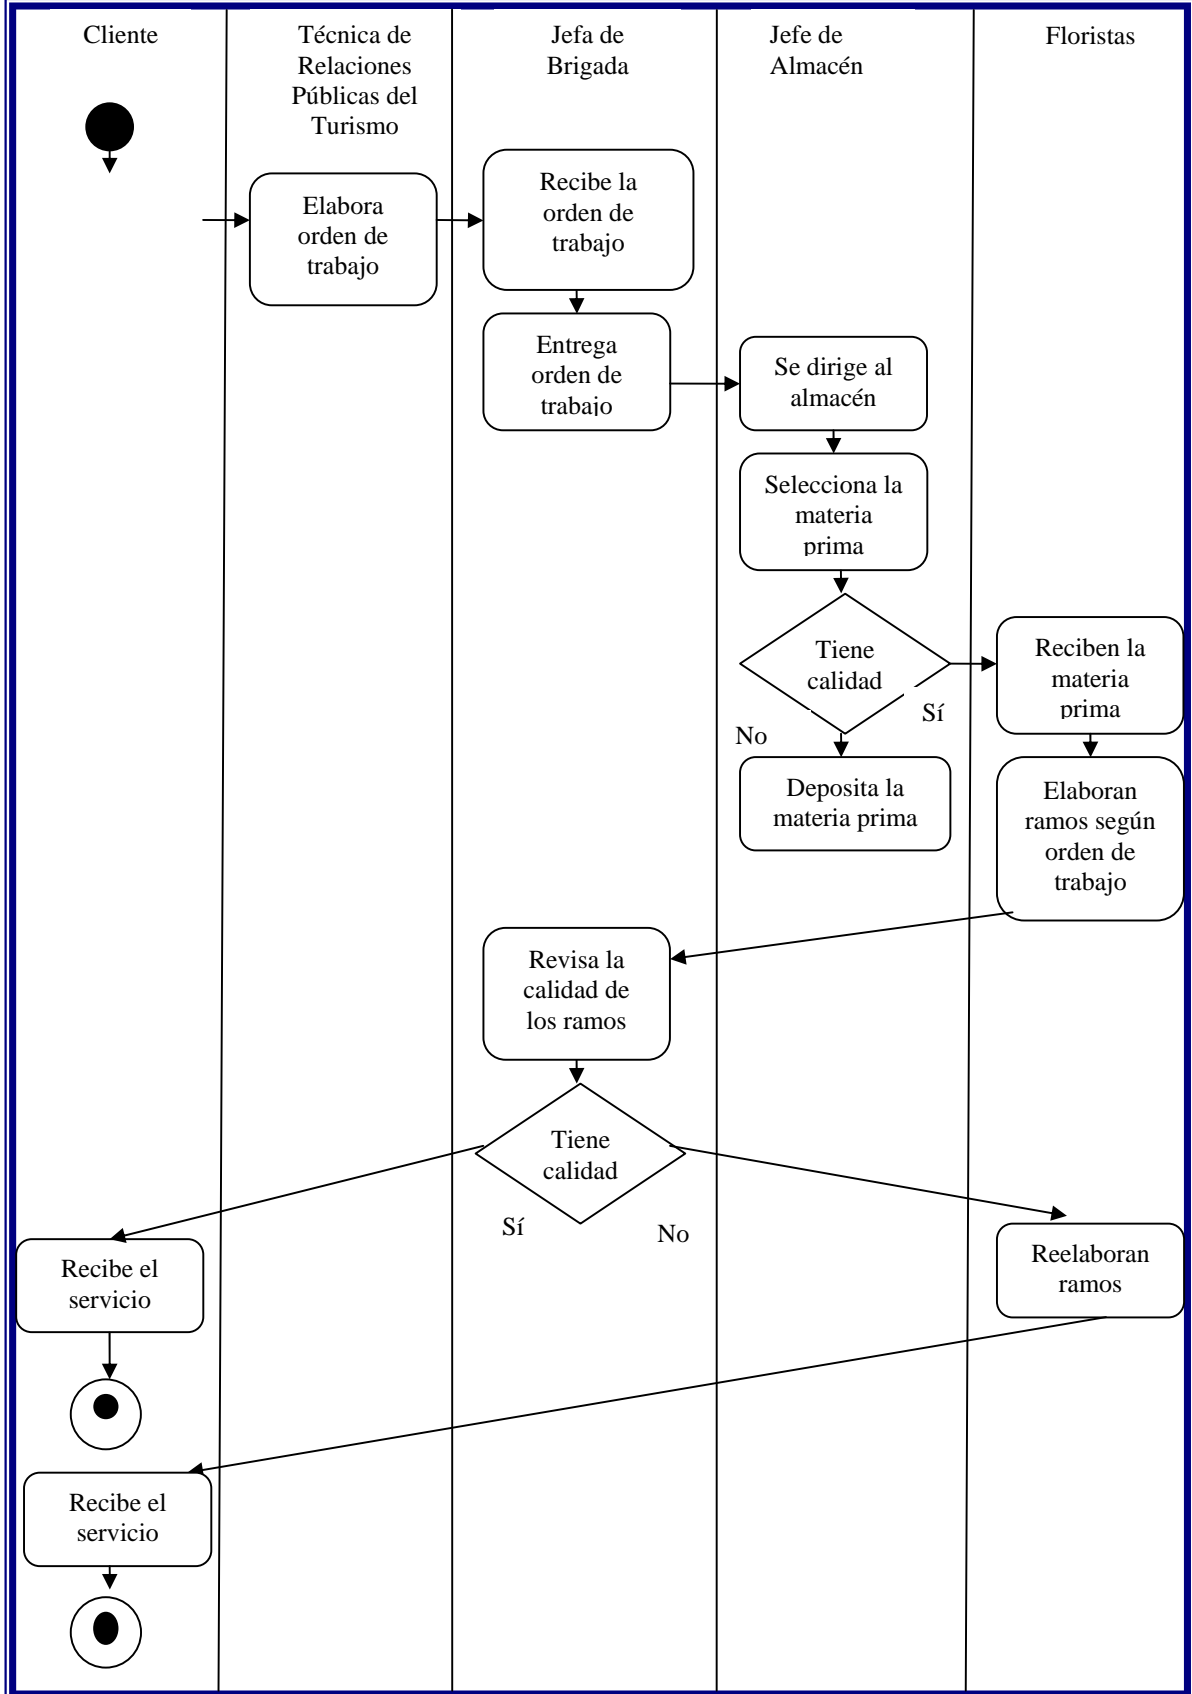 Cliente
Técnica de
Relaciones
Públicas del
Turismo
Jefa de
Brigada
Jefe de
Almacén
Floristas
Elabora
orden de
trabajo
Recibe la
orden de
trabajo
Entrega
orden de
trabajo
Se dirige al
almacén
Selecciona la
materia
prima
Tiene
calidad
Sí
No
Reciben la
materia
prima
Deposita la
materia prima
Elaboran
ramos según
orden de
trabajo
Revisa la
calidad de
los ramos
Tiene
calidad
Sí
No
Recibe el
servicio
Reelaboran
ramos
Recibe el
servicio